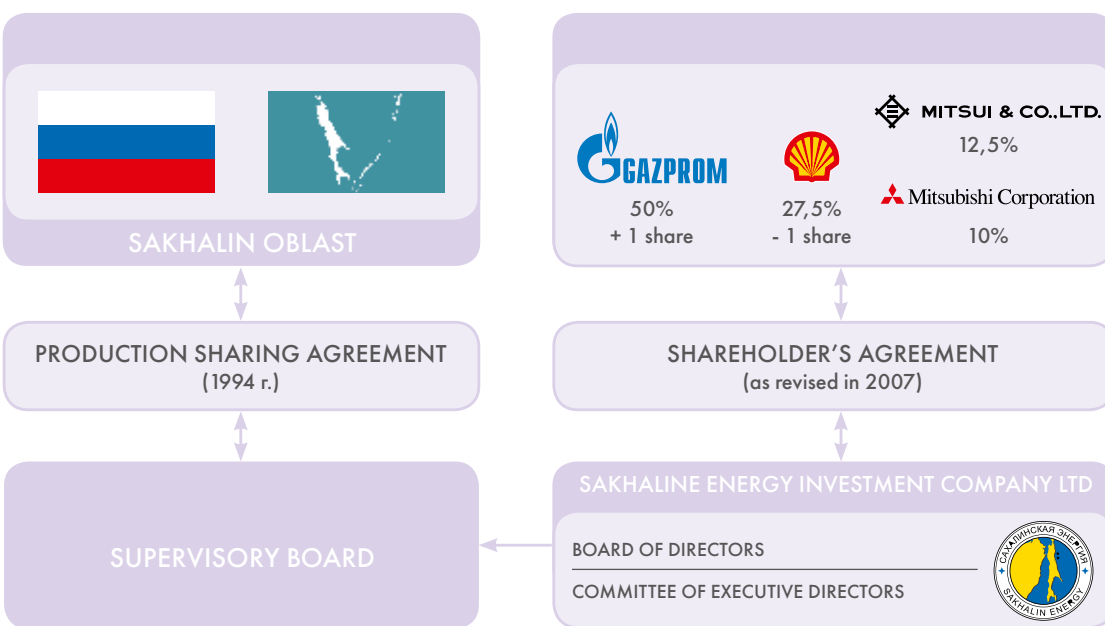 SAKHALIN OBLAST
GAZPROM
50%
+ 1 share
27,5%
- 1 share
MITSUI & CO.,LTD.
12,5%
Mitsubishi Corporation
10%
PRODUCTION SHARING AGREEMENT
(1994 г.)
SHAREHOLDER’S AGREEMENT
(as revised in 2007)
SUPERVISORY BOARD
SAKHALINE ENERGY INVESTMENT COMPANY LTD
BOARD OF DIRECTORS
COMMITTEE OF EXECUTIVE DIRECTORS
САХАЛИНСКАЯ ЭНЕРГИЯ
SAKHALIN ENERGY